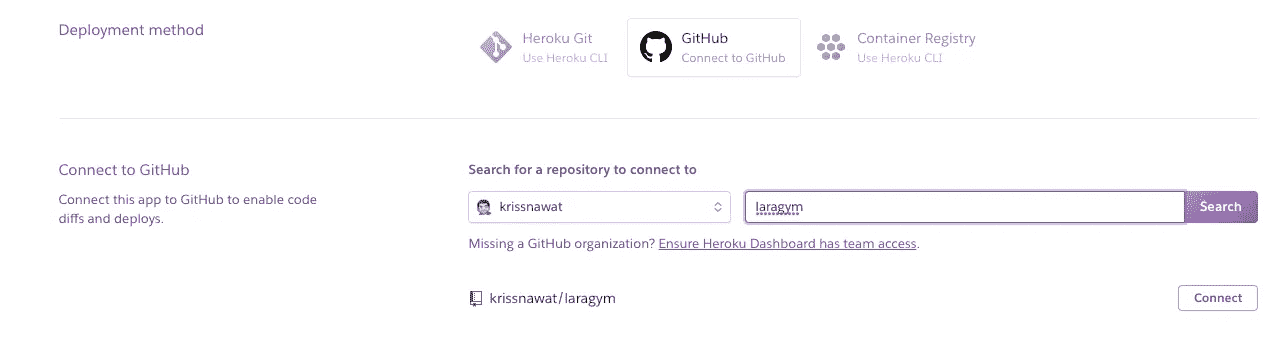 Deployment method
Heroku Git
Use Heroku CLI
GitHub
Connect to GitHub
Container Registry
Use Heroku CLI
Connect to GitHub
Connect this app to GitHub to enable code
diffs and deploys.
Search for a repository to connect to
krissnawat
laragym
Search
Missing a GitHub organization? Ensure Heroku Dashboard has team access.
krissnawat/laragym
Connect